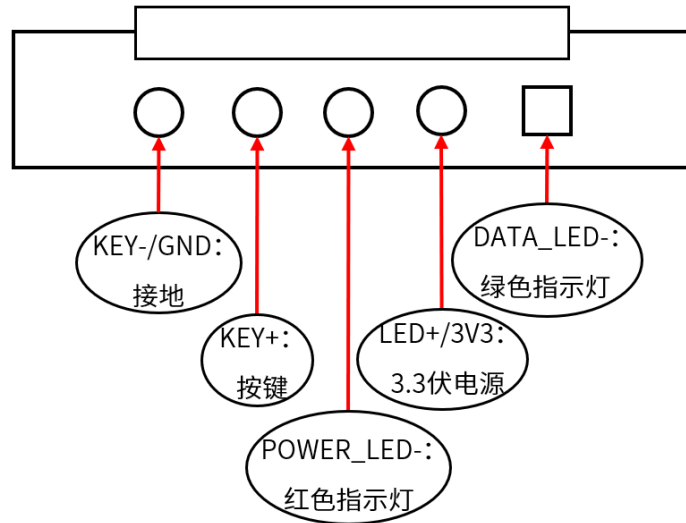 KEY-/GND：
接地
KEY+：
按键
POWER_LED-：
红色指示灯
LED+/3V3：
3.3伏电源
DATA_LED-：
绿色指示灯